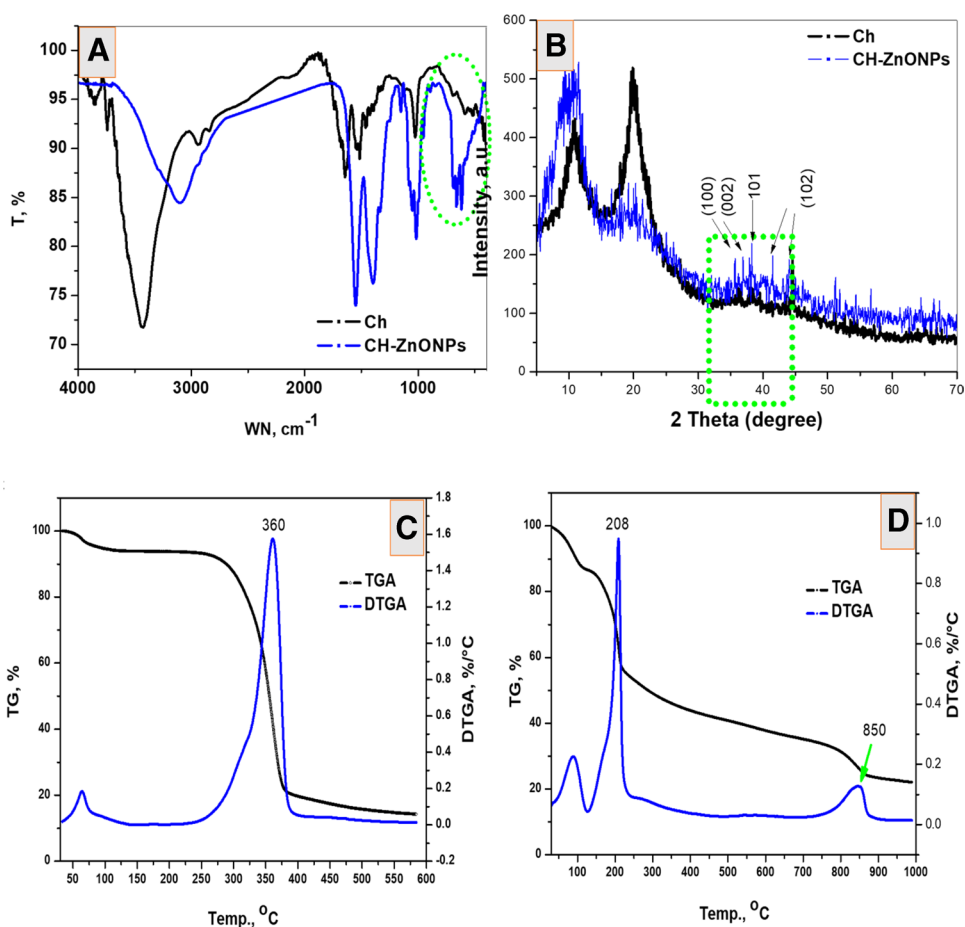 A
100
95
90
85
80
75
70
T, %
Ch
CH-ZnONPs
4000
3000
2000
1000
WN, cm-1
B
600
500
400
300
200
100
0
Intensity, a.u.
Ch
CH-ZnONPs
(100)
(002)
101
(102)
10
20
30
40
50
60
70
2 Theta (degree)
C
100
80
60
40
20
0
TG, %
360
TGA
DTGA
1.8
1.6
1.4
1.2
1.0
0.8
0.6
0.4
0.2
0.0
-0.2
DTGA, %/°C
50 100 150 200 250 300 350 400 450 500 550 600
Temp., oC
D
100
80
60
40
20
0
TG, %
208
850
TGA
DTGA
1.0
0.8
0.6
0.4
0.2
0.0
DTGA, %/°C
100 200 300 400 500 600 700 800 900 1000
Temp., oC